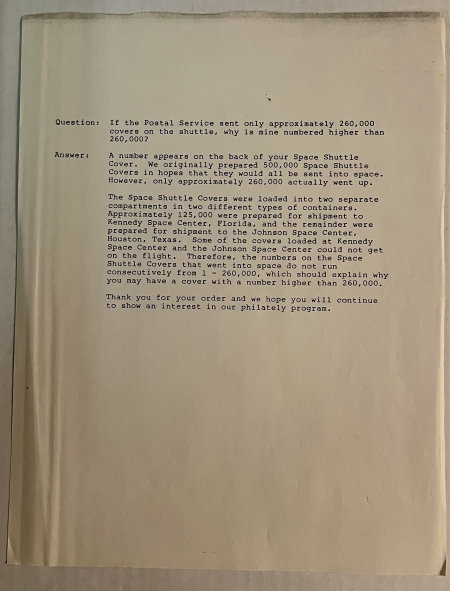 Question: If the Postal Service sent only approximately 260,000
covers on the shuttle, why is mine numbered higher than
260,000?
Answer: A number appears on the back of your Space Shuttle
Cover. We originally prepared 500,000 Space Shuttle
Covers in hopes that they would all be sent into space.
However, only approximately 260,000 actually went up.
The Space Shuttle Covers were loaded into two separate
compartments in two different types of containers.
Approximately 125,000 were prepared for shipment to
Kennedy Space Center, Florida, and the remainder were
prepared for shipment to the Johnson Space Center,
Houston, Texas. Some of the covers loaded at Kennedy
Space Center and the Johnson Space Center could not get
on the flight. Therefore, the numbers on the Space
Shuttle Covers that went into space do not run
consecutively from 1 - 260,000, which should explain why
you may have a cover with a number higher than 260,000.
Thank you for your order and we hope you will continue
to show an interest in our philately program.